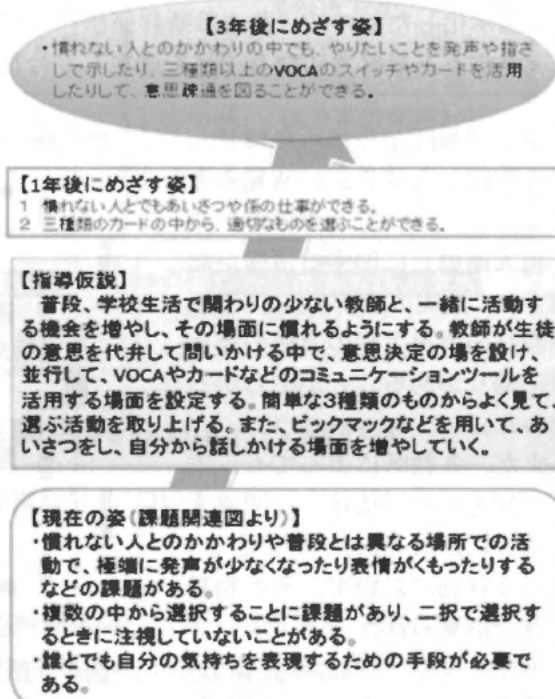 【3年後にめざす姿】
・慣れない人とのかかわりの中でも、やりたいことを発声や指さ
しで示したり、三種類以上のVOCAのスイッチやカードを活用
したりして、意思疎通を図ることができる。
【1年後にめざす姿】
1 慣れない人とでもあいさつや係の仕事ができる。
2 三種類のカードの中から、適切なものを選ぶことができる。
【指導仮説】
普段、学校生活で関わりの少ない教師と、一緒に活動す
る機会を増やし、その場面に慣れるようにする。教師が生徒
の意思を代弁して問いかける中で、意思決定の場を設け、
並行して、VOCAやカードなどのコミュニケーションツールを
活用する場面を設定する。簡単な3種類のものからよく見て、
選ぶ活動を取り上げる。また、ビックマックなどを用いて、あ
いさつをし、自分から話しかける場面を増やしていく。
【現在の姿(課題関連図より)】
・慣れない人とのかかわりや普段とは異なる場所での活
動で、極端に発声が少なくなったり表情がくもったりする
などの課題がある。
・複数の中から選択することに課題があり、二択で選択す
るときに注視していないことがある。
・誰とでも自分の気持ちを表現するための手段が必要で
ある。